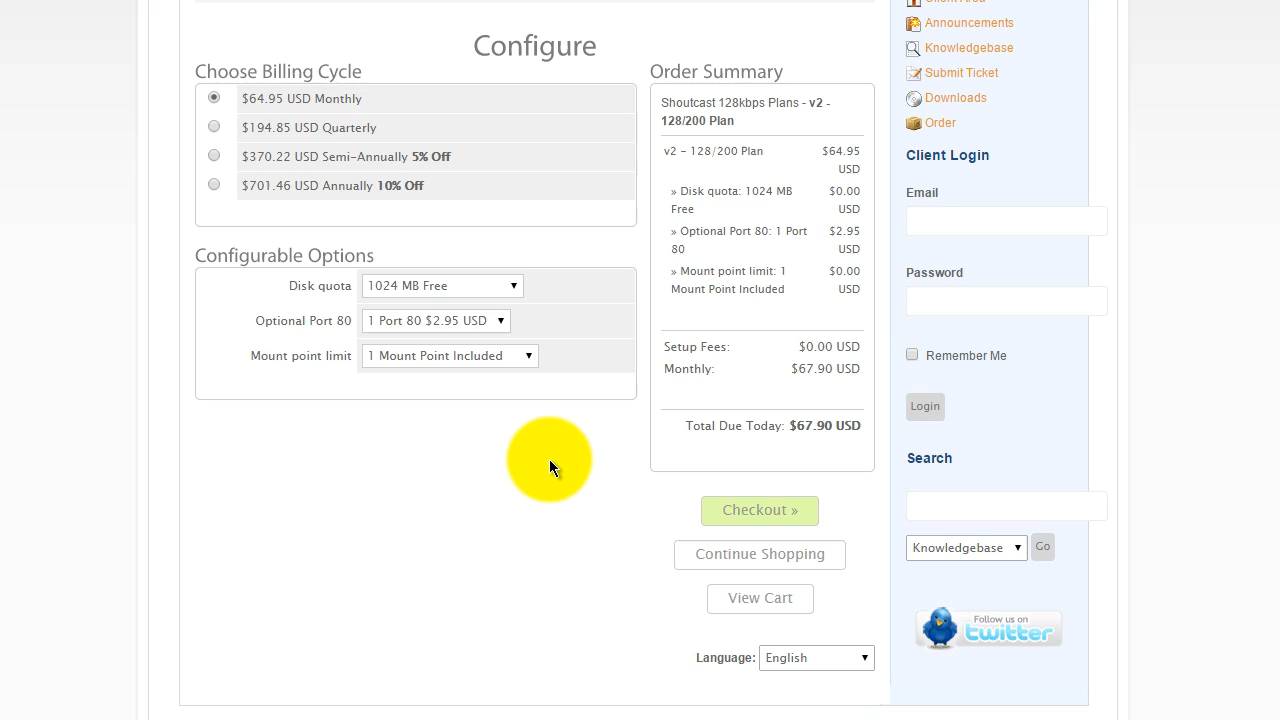 Configure
Choose Billing Cycle
$64.95 USD Monthly
$194.85 USD Quarterly
$370.22 USD Semi-Annually 5% Off
$701.46 USD Annually 10% Off
Configurable Options
Disk quota 1024 MB Free
Optional Port 80 1 Port 80 $2.95 USD
Mount point limit 1 Mount Point Included
Order Summary
Shoutcast 128kbps Plans - v2 -
128/200 Plan
v2 - 128/200 Plan $64.95
USD
» Disk quota: 1024 MB $0.00
Free USD
» Optional Port 80: 1 Port $2.95
80 USD
» Mount point limit: 1 $0.00
Mount Point Included USD
Setup Fees: $0.00 USD
Monthly: $67.90 USD
Total Due Today: $67.90 USD
Checkout »
Continue Shopping
View Cart
Language: English
Client Area
Announcements
Knowledgebase
Submit Ticket
Downloads
Order
Client Login
Email
Password
Remember Me
Login
Search
Knowledgebase Go
Follow us on
twitter